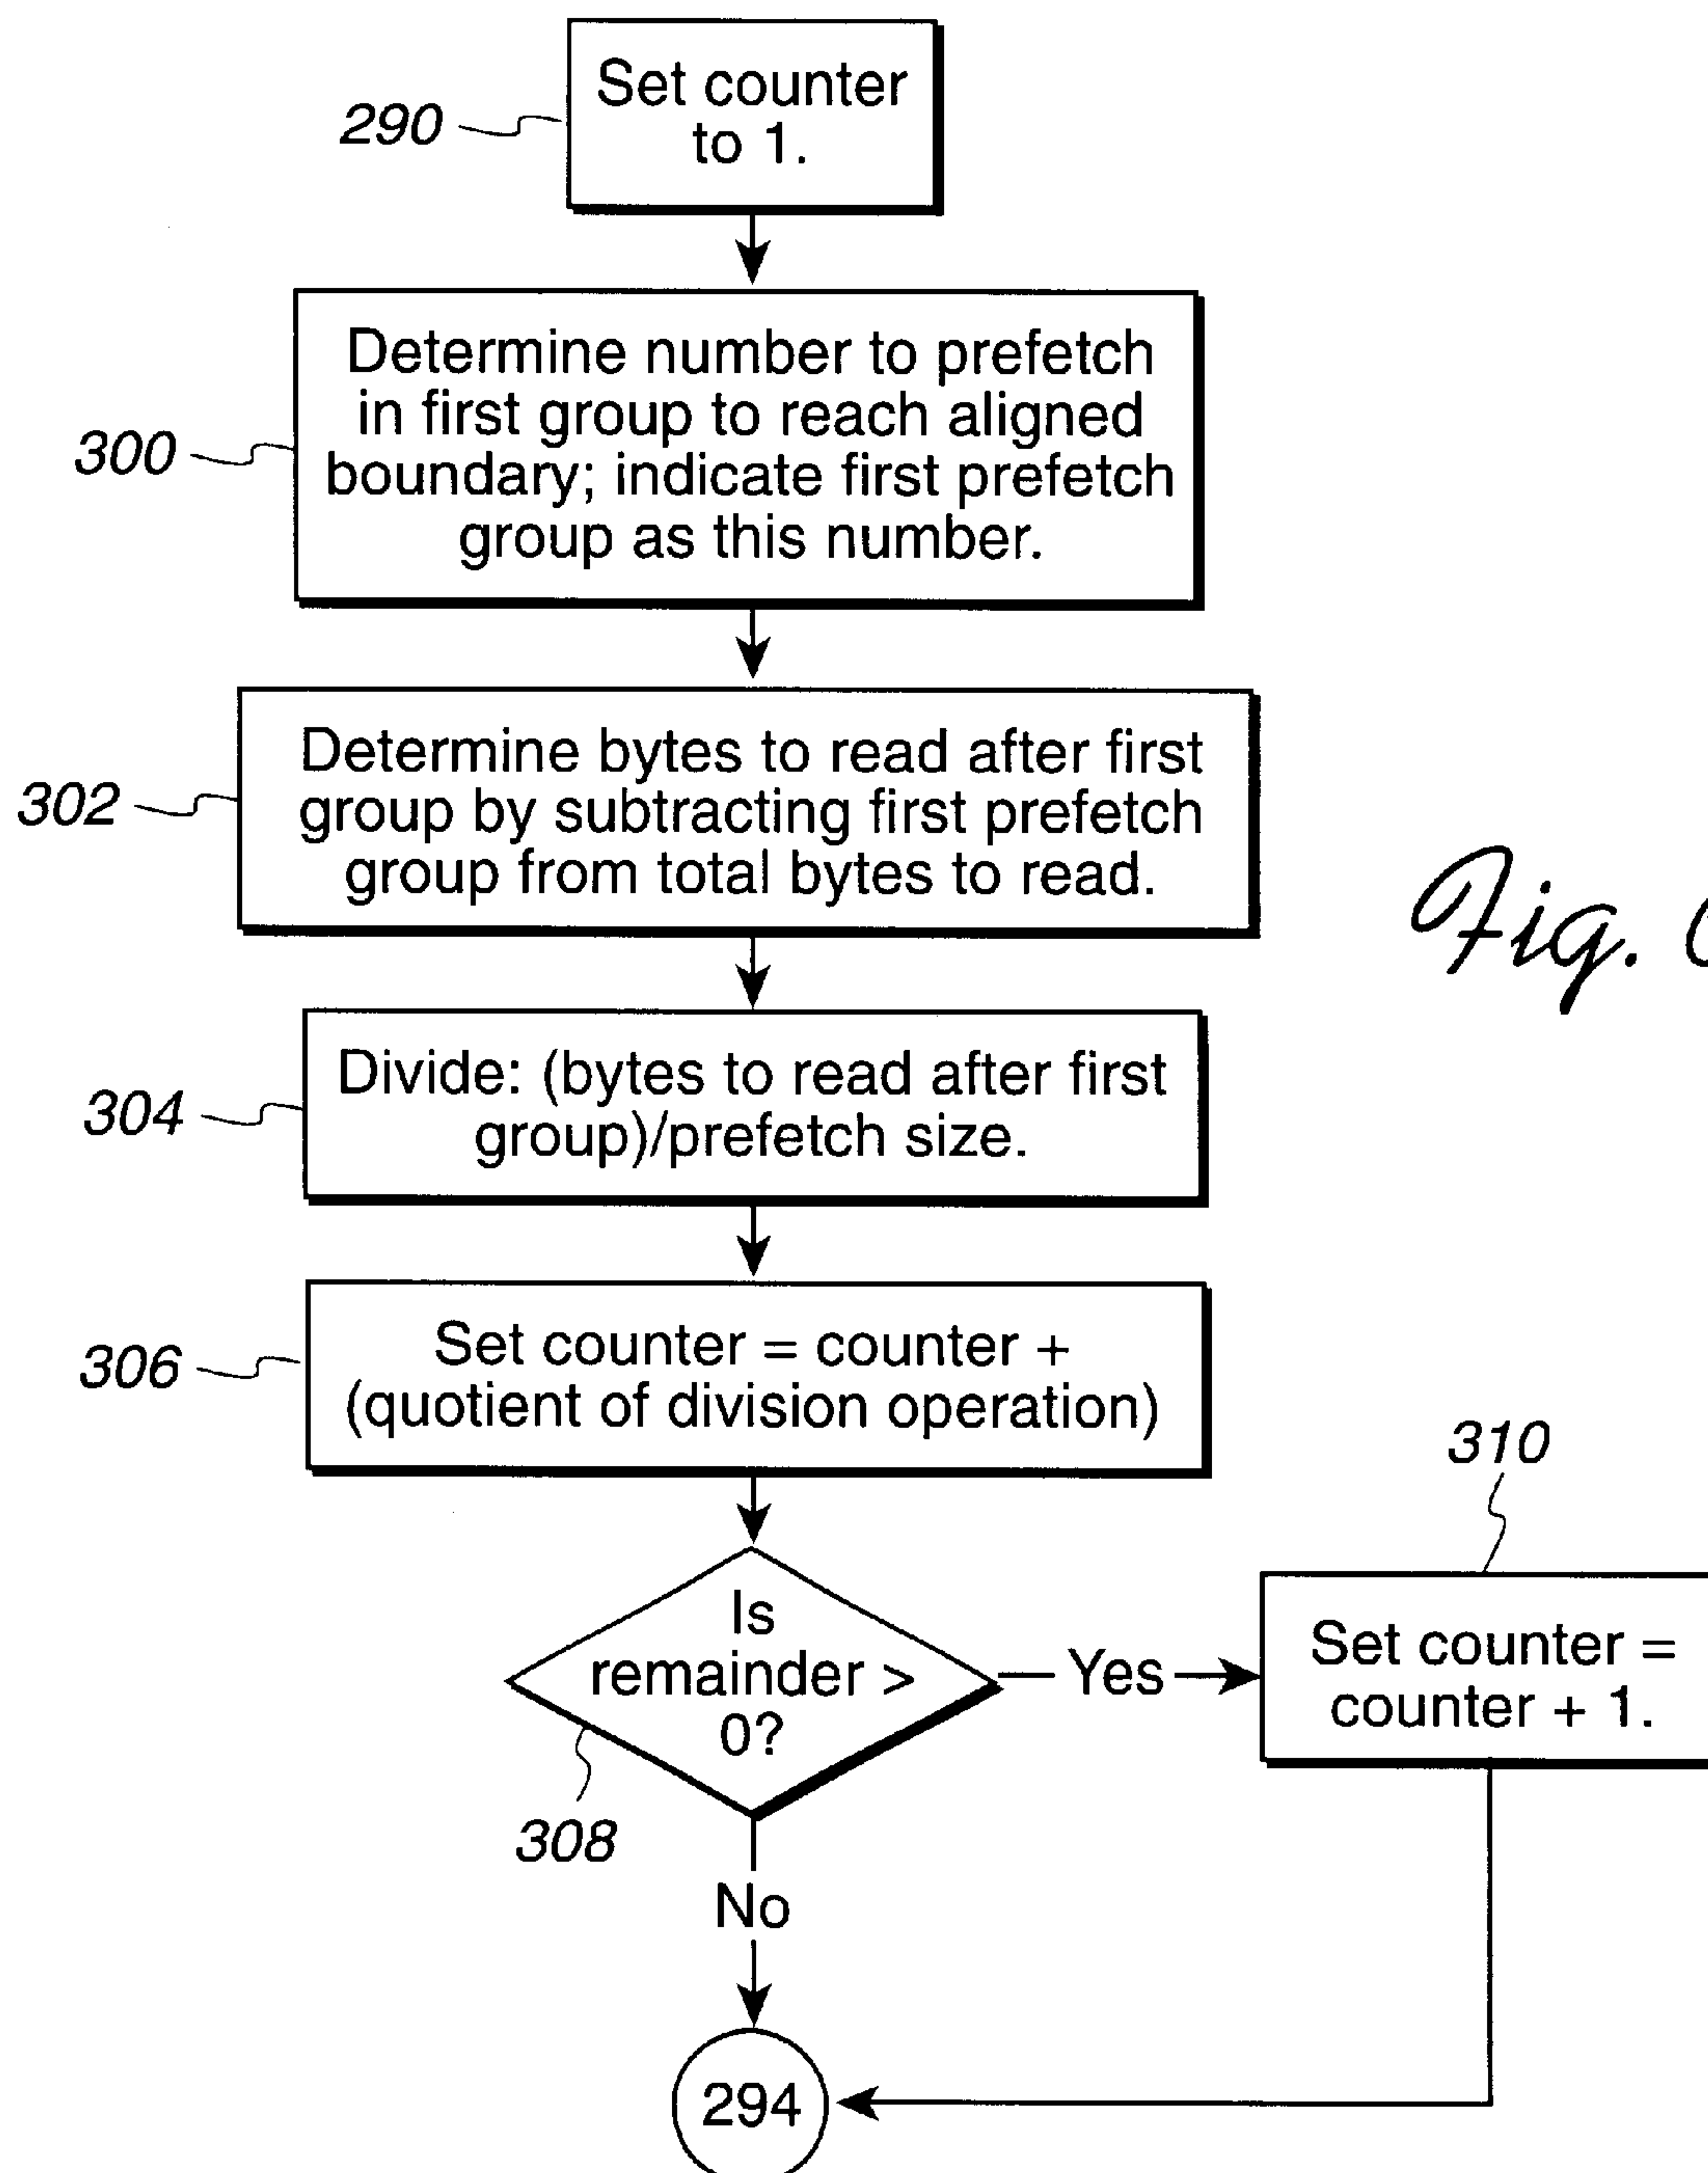 290
Set counter
to 1.
300
Determine number to prefetch
in first group to reach aligned
boundary; indicate first prefetch
group as this number.
302
Determine bytes to read after first
group by subtracting first prefetch
group from total bytes to read.
Fig.
304
Divide: (bytes to read after first
group)/prefetch size.
306
Set counter = counter +
(quotient of division operation)
310
Is
remainder >
0?
Yes
Set counter =
counter + 1.
308
No
294